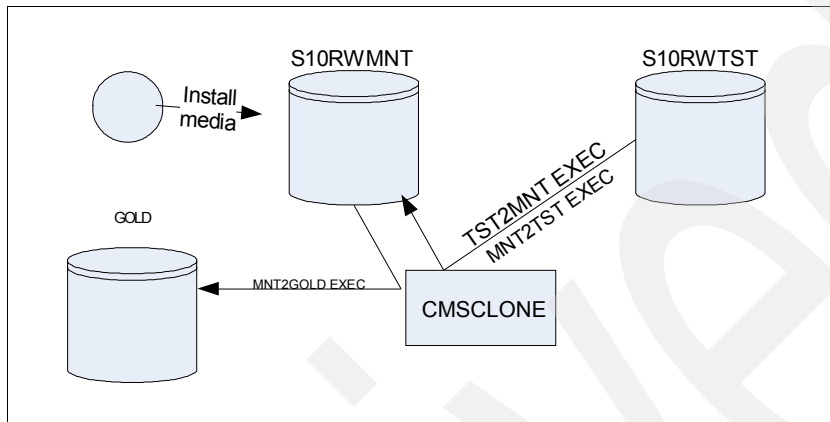 S10RWMNT
S10RWTST
Install
media
TST2MNT EXEC
MNT2TST EXEC
GOLD
MNT2GOLD EXEC
CMSCLONE